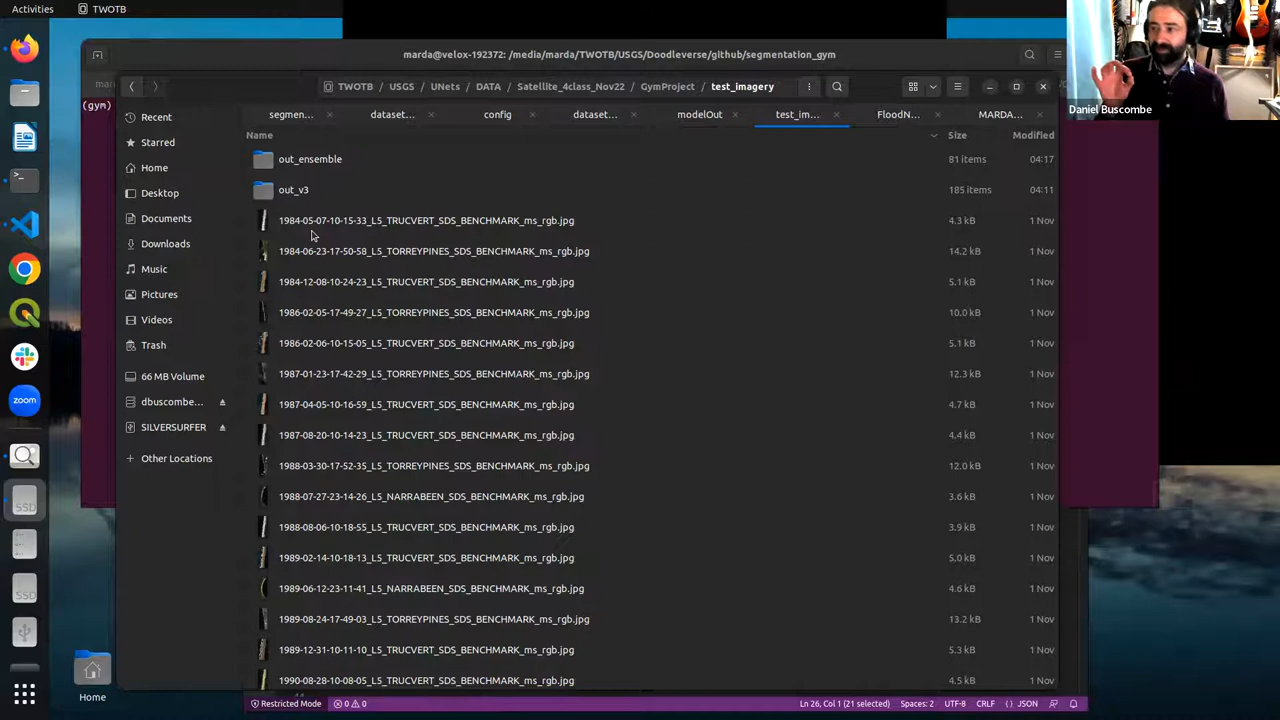 Activities
TWOTB
marda@velox-192372: /media/marda/TWOTB/USGS/Doodleverse/github/segmentation_gym
TWOTB / USGS / UNets / DATA / Satellite_4class_Nov22 / GymProject / test_imagery
Daniel Buscombe
(gym)
segmen...
dataset...
config
dataset...
modelOut
test_im...
FloodN...
MARDA...
Recent
Starred
Home
Desktop
Documents
Downloads
Music
Pictures
Videos
Trash
66 MB Volume
dbuscombe...
SILVERSURFER
+ Other Locations
Name Size Modified
out_ensemble 81 items 04:17
out_v3 185 items 04:11
1984-05-07-10-15-33_L5_TRUCVERT_SDS_BENCHMARK_ms_rgb.jpg 4.3 kB 1 Nov
1984-06-23-17-50-58_L5_TORREYPINES_SDS_BENCHMARK_ms_rgb.jpg 14.2 kB 1 Nov
1984-12-08-10-24-23_L5_TRUCVERT_SDS_BENCHMARK_ms_rgb.jpg 5.1 kB 1 Nov
1986-02-05-17-49-27_L5_TORREYPINES_SDS_BENCHMARK_ms_rgb.jpg 10.0 kB 1 Nov
1986-02-06-10-15-05_L5_TRUCVERT_SDS_BENCHMARK_ms_rgb.jpg 5.1 kB 1 Nov
1987-01-23-17-42-29_L5_TORREYPINES_SDS_BENCHMARK_ms_rgb.jpg 12.3 kB 1 Nov
1987-04-05-10-16-59_L5_TRUCVERT_SDS_BENCHMARK_ms_rgb.jpg 4.7 kB 1 Nov
1987-08-20-10-14-23_L5_TRUCVERT_SDS_BENCHMARK_ms_rgb.jpg 4.4 kB 1 Nov
1988-03-30-17-52-35_L5_TORREYPINES_SDS_BENCHMARK_ms_rgb.jpg 12.0 kB 1 Nov
1988-07-27-23-14-26_L5_NARRABEEN_SDS_BENCHMARK_ms_rgb.jpg 3.6 kB 1 Nov
1988-08-06-10-18-55_L5_TRUCVERT_SDS_BENCHMARK_ms_rgb.jpg 3.9 kB 1 Nov
1989-02-14-10-18-13_L5_TRUCVERT_SDS_BENCHMARK_ms_rgb.jpg 5.0 kB 1 Nov
1989-06-12-23-11-41_L5_NARRABEEN_SDS_BENCHMARK_ms_rgb.jpg 4.6 kB 1 Nov
1989-08-24-17-49-03_L5_TORREYPINES_SDS_BENCHMARK_ms_rgb.jpg 13.2 kB 1 Nov
1989-12-31-10-11-10_L5_TRUCVERT_SDS_BENCHMARK_ms_rgb.jpg 5.3 kB 1 Nov
1990-08-28-10-08-05_L5_TRUCVERT_SDS_BENCHMARK_ms_rgb.jpg 4.5 kB 1 Nov
zoom
SSD
Home
Restricted Mode 0 0 Ln 26, Col 1 (21 selected) Spaces: 2 UTF-8 CRLF {} JSON